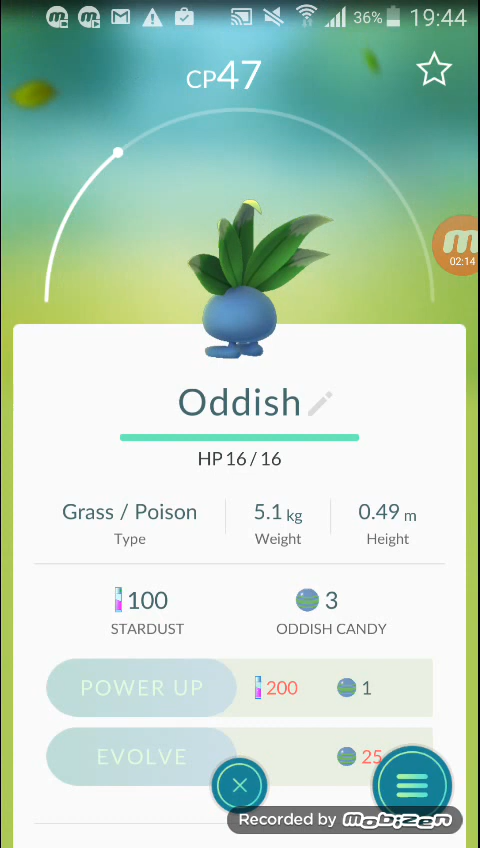 36% 19:44
CP47
02:14
Oddish
HP 16 / 16
Grass / Poison 5.1 kg 0.49 m
Type Weight Height
100 3
STARDUST ODDISH CANDY
POWER UP 200 1
EVOLVE 25
Recorded by Mobizen